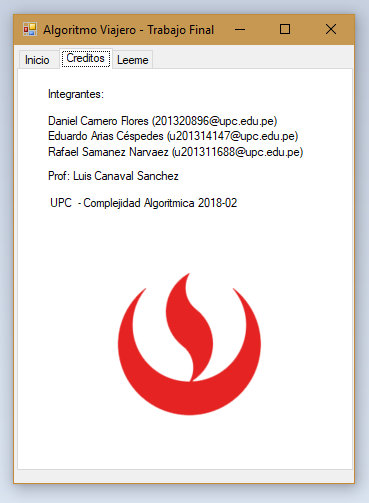 Algoritmo Viajero - Trabajo Final
Inicio Creditos Leeme
Integrantes:
Daniel Carnero Flores (201320896@upc.edu.pe)
Eduardo Arias Céspedes (u201314147@upc.edu.pe)
Rafael Samanez Narvaez (u201311688@upc.edu.pe)
Prof: Luis Canaval Sanchez
UPC - Complejidad Algoritmica 2018-02